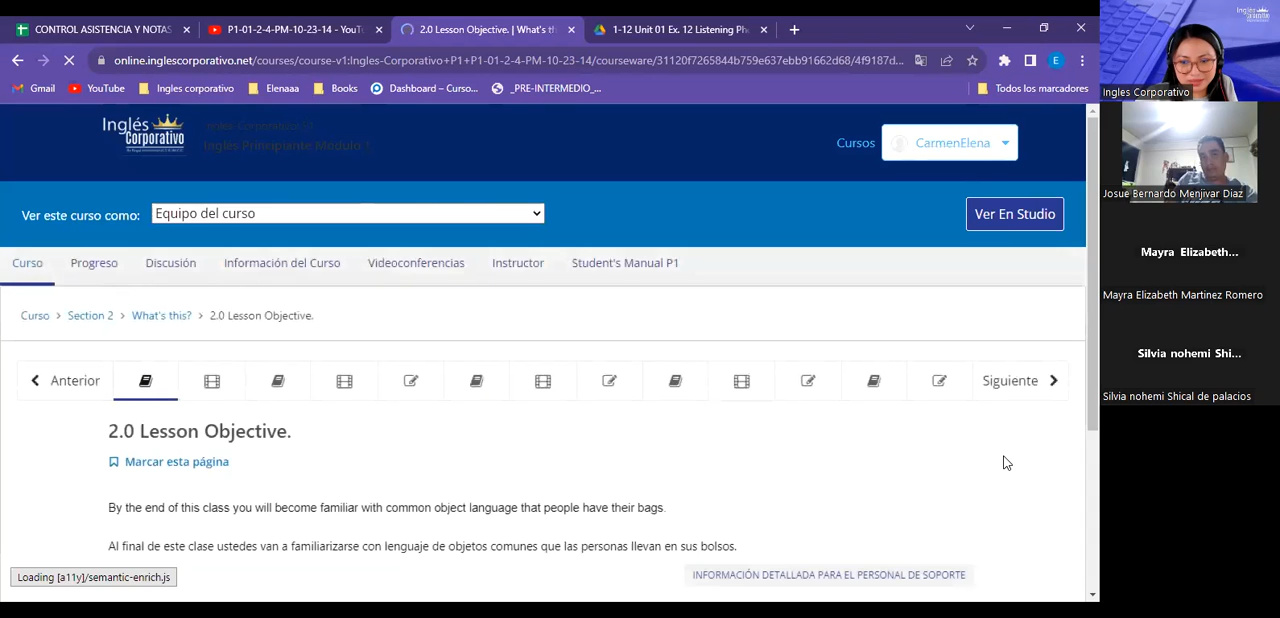 CONTROL ASISTENCIA Y NOTAS
P1-01-2-4-PM-10-23-14 - YouT
2.0 Lesson Objective. | What's th
1-12 Unit 01 Ex. 12 Listening Ph
online.inglescorporativo.net/courses/course-v1:Ingles-Corporativo+P1+P1-01-2-4-PM-10-23-14/courseware/31120f7265844b759e637ebb91662d68/4f9187d...
E
Gmail
YouTube
Ingles corporativo
Elenaaa
Books
Dashboard – Curso...
_PRE-INTERMEDIO_...
Todos los marcadores
Inglés Corporativo
Ingles Corporativo P1
Inglés Principiante Módulo 1
Cursos
CarmenElena
Ver este curso como:
Equipo del curso
Ver En Studio
Curso
Progreso
Discusión
Información del Curso
Videoconferencias
Instructor
Student's Manual P1
Curso > Section 2 > What's this? > 2.0 Lesson Objective.
Anterior
Siguiente
2.0 Lesson Objective.
Marcar esta página
By the end of this class you will become familiar with common object language that people have their bags.
Al final de este clase ustedes van a familiarizarse con lenguaje de objetos comunes que las personas llevan en sus bolsos.
INFORMACIÓN DETALLADA PARA EL PERSONAL DE SOPORTE
Loading [a11y]/semantic-enrich.js
Inglés Corporativo
Ingles Corporativo
Josue Bernardo Menjivar Diaz
Mayra Elizabeth...
Mayra Elizabeth Martinez Romero
Silvia nohemi Shi...
Silvia nohemi Shical de palacios